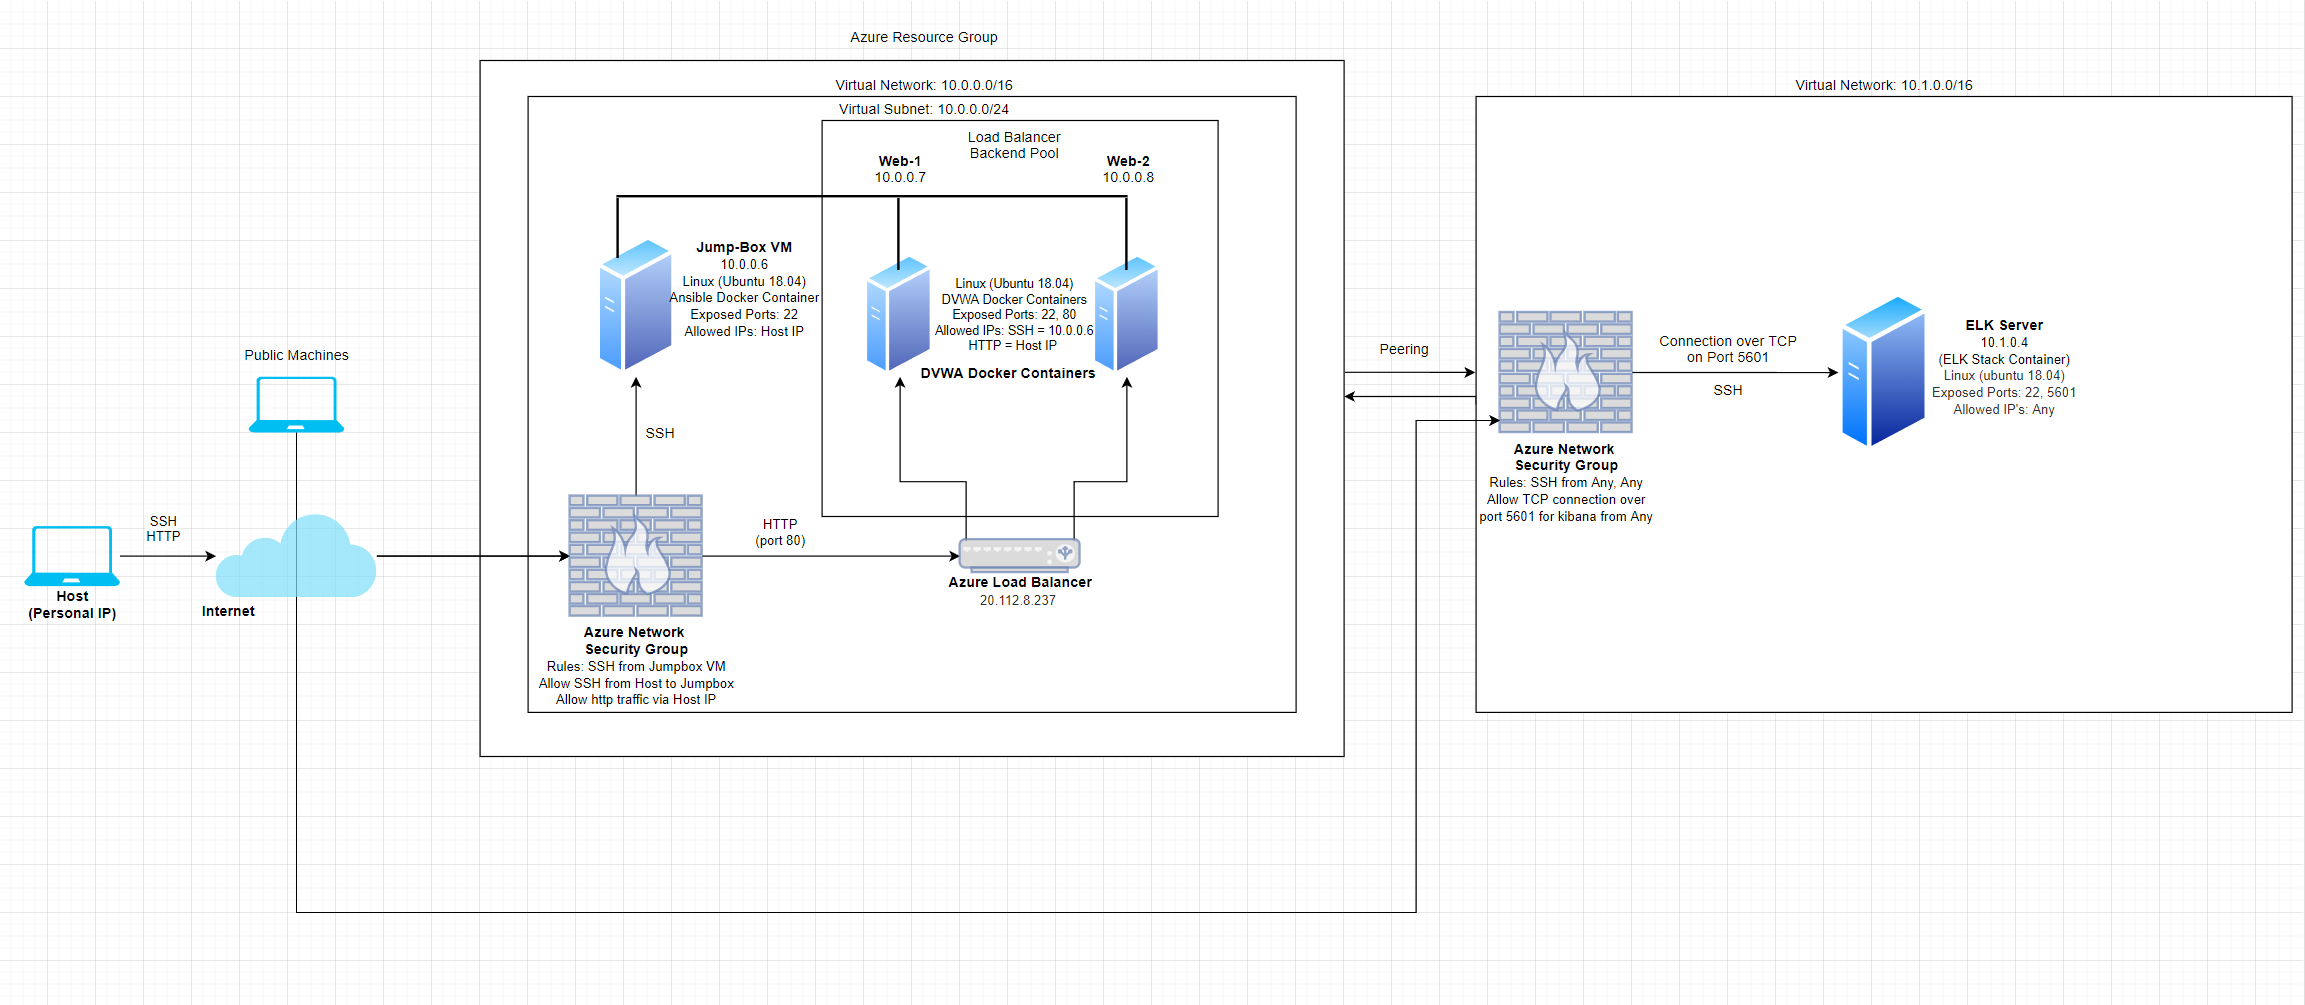 Azure Resource Group
Virtual Network: 10.0.0.0/16
Virtual Subnet: 10.0.0.0/24
Load Balancer
Backend Pool
Web-1
10.0.0.7
Web-2
10.0.0.8
Jump-Box VM
10.0.0.6
Linux (Ubuntu 18.04)
Ansible Docker Container
Exposed Ports: 22
Allowed IPs: Host IP
Linux (Ubuntu 18.04)
DVWA Docker Containers
Exposed Ports: 22, 80
Allowed IPs: SSH = 10.0.0.6
HTTP = Host IP
DVWA Docker Containers
Public Machines
SSH
SSH
HTTP
Host
(Personal IP)
Internet
HTTP
(port 80)
Azure Load Balancer
20.112.8.237
Azure Network
Security Group
Rules: SSH from Jumpbox VM
Allow SSH from Host to Jumpbox
Allow http traffic via Host IP
Peering
Virtual Network: 10.1.0.0/16
Connection over TCP
on Port 5601
SSH
ELK Server
10.1.0.4
(ELK Stack Container)
Linux (ubuntu 18.04)
Exposed Ports: 22, 5601
Allowed IP's: Any
Azure Network
Security Group
Rules: SSH from Any, Any
Allow TCP connection over
port 5601 for kibana from Any